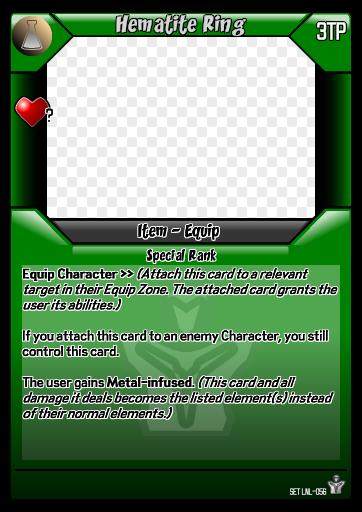 Hematite Ring
3TP
?
Item - Equip
Special Rank
Equip Character >> (Attach this card to a relevant
target in their Equip Zone. The attached card grants the
user its abilities.)
If you attach this card to an enemy Character, you still
control this card.
The user gains Metal-infused. (This card and all
damage it deals becomes the listed element(s) instead
of their normal elements.)
SET LNL-056